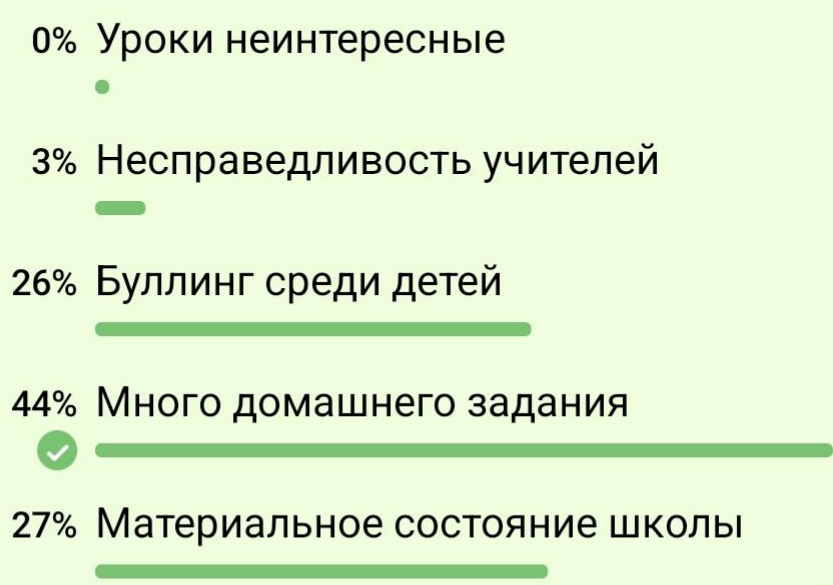 0% Уроки неинтересные
3% Несправедливость учителей
26% Буллинг среди детей
44% Много домашнего задания
27% Материальное состояние школы